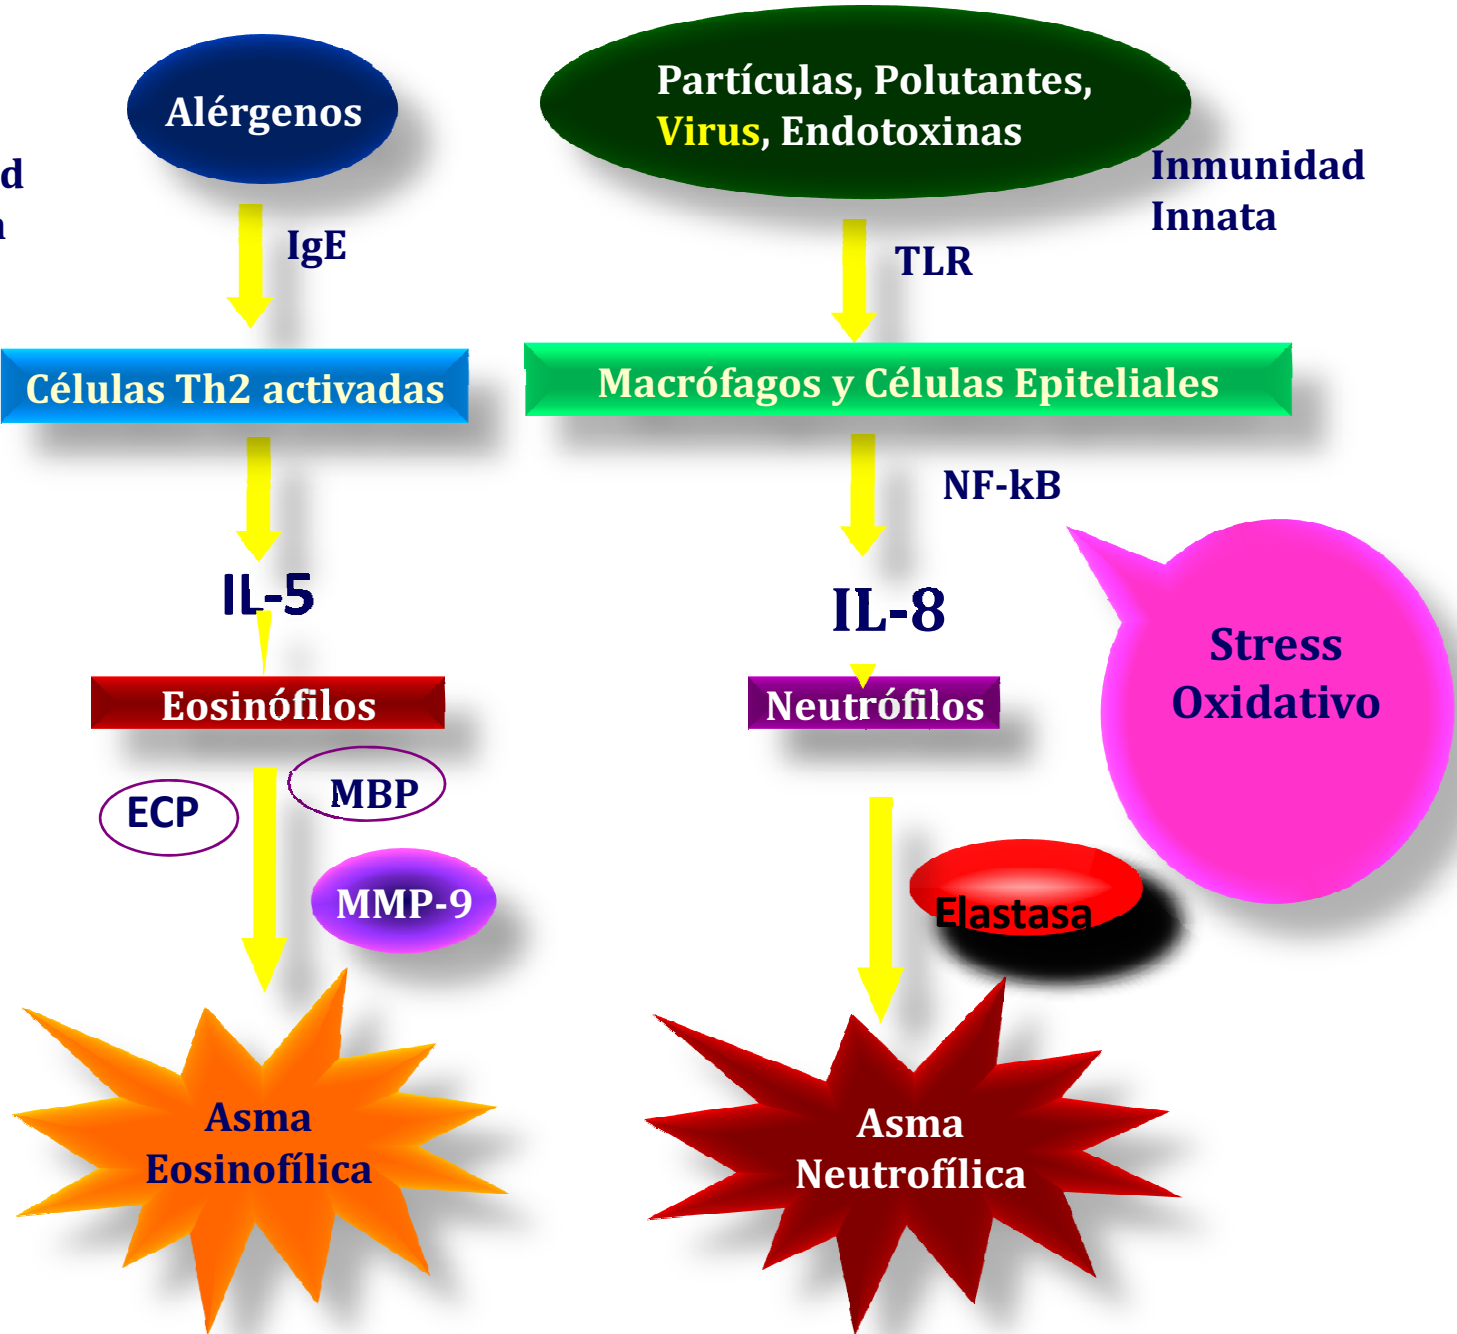 Alérgenos
Partículas, Polutantes,
Virus, Endotoxinas
Inmunidad
Innata
IgE
TLR
Células Th2 activadas
Macrófagos y Células Epiteliales
NF-kB
IL-5
IL-8
Stress
Oxidativo
Eosinófilos
Neutrófilos
ECP
MBP
MMP-9
Elastasa
Asma
Eosinofílica
Asma
Neutrofílica